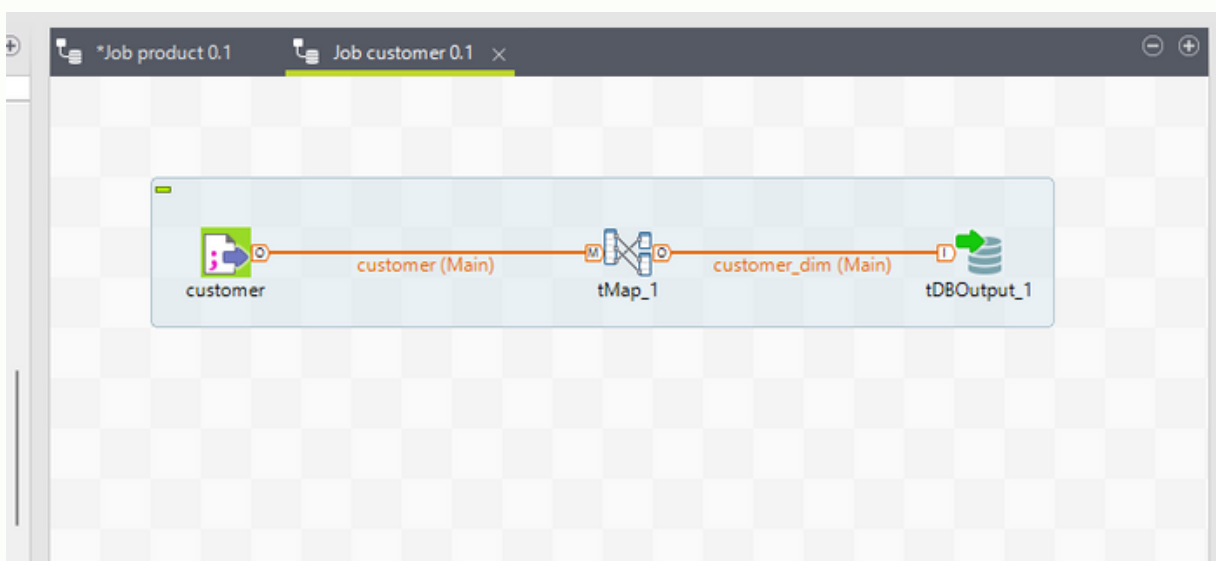 *Job product 0.1
Job customer 0.1
customer (Main)
customer_dim (Main)
customer
tMap_1
tDBOutput_1